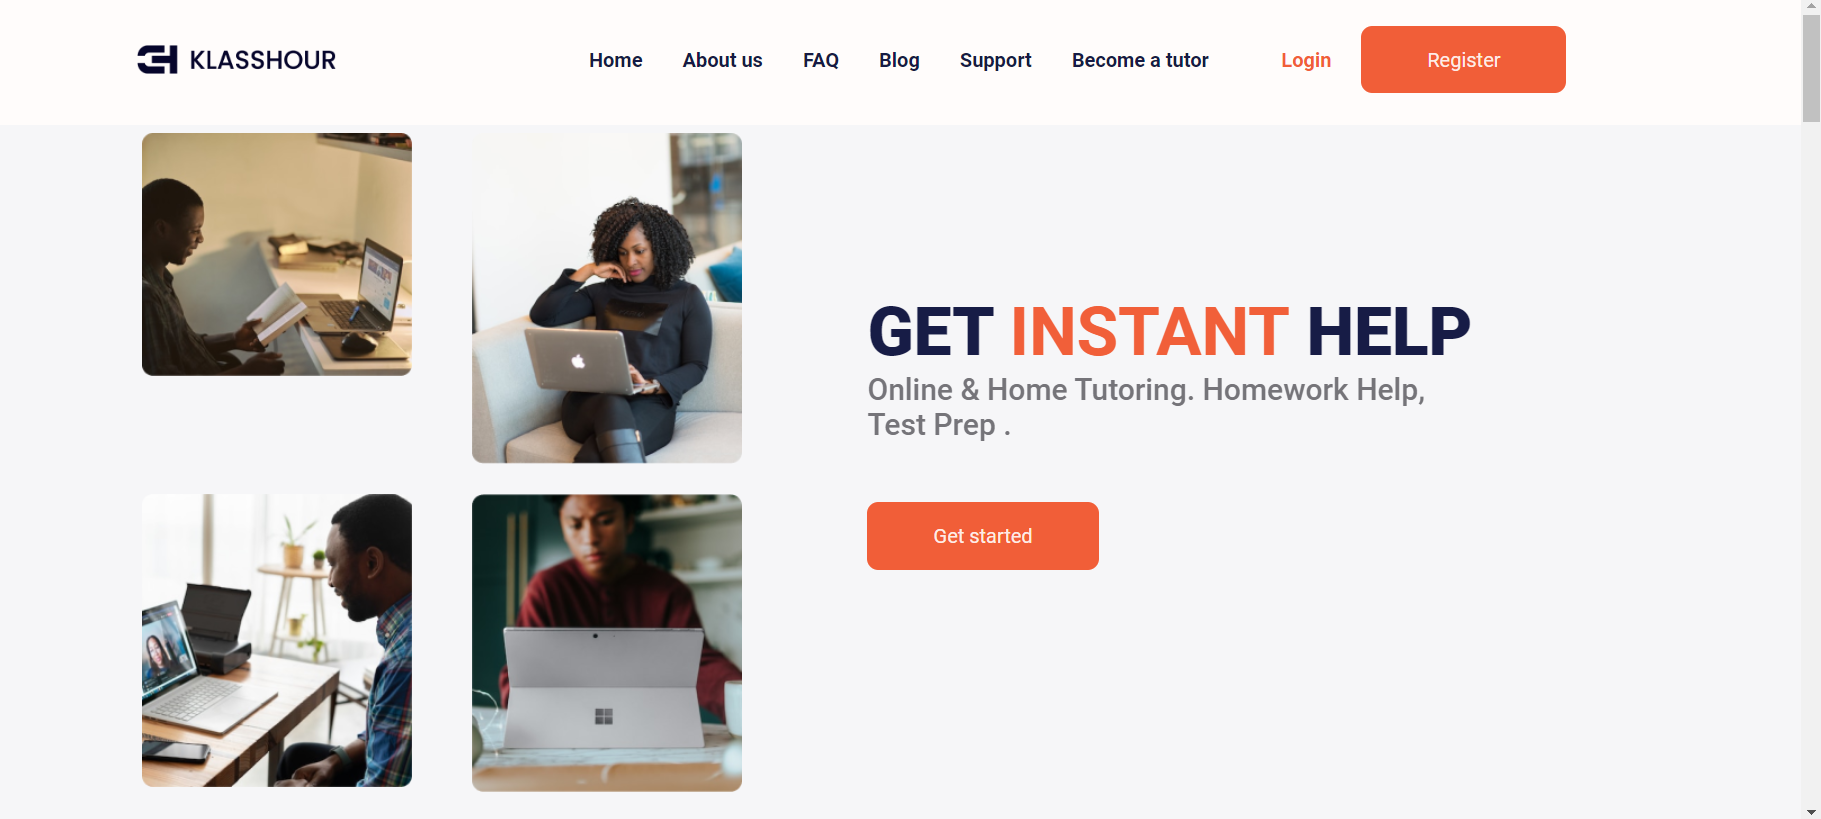 KLASSHOUR
Home About us FAQ Blog Support Become a tutor Login Register
GET INSTANT HELP
Online & Home Tutoring. Homework Help,
Test Prep .
Get started